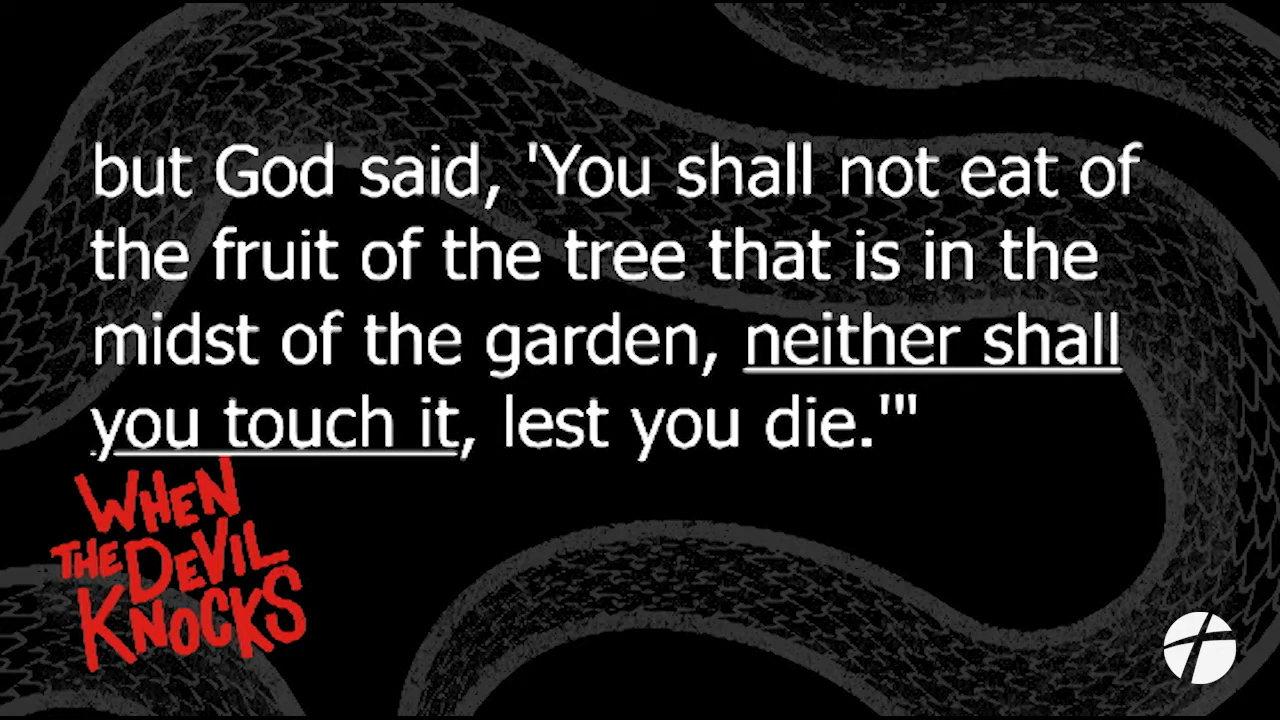 but God said, 'You shall not eat of
the fruit of the tree that is in the
midst of the garden, neither shall
you touch it, lest you die.'"
WHEN
THE DEVIL
KNOCKS